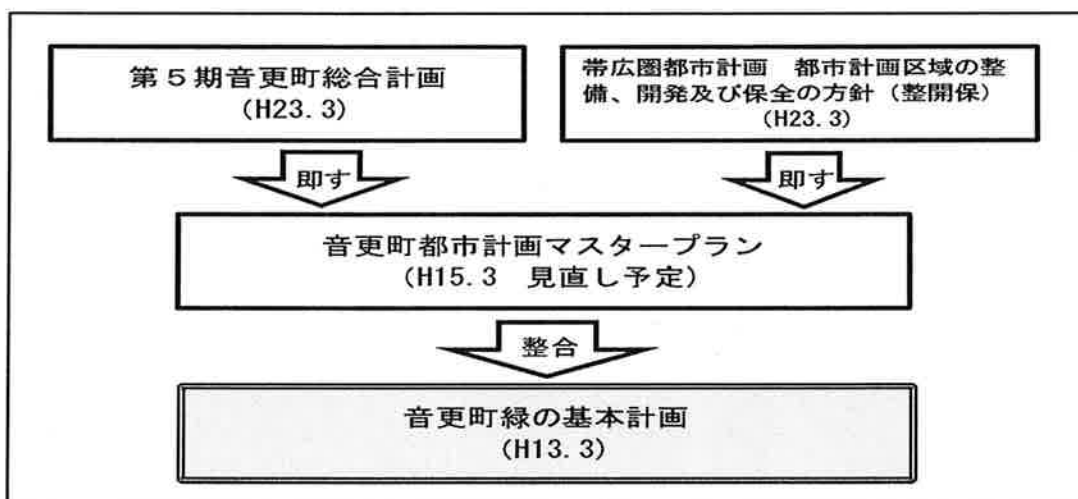 第5期音更町総合計画
(H23.3)
帯広圏都市計画　都市計画区域の整
備、開発及び保全の方針（整開保）
(H23.3)
即す
即す
音更町都市計画マスタープラン
(H15.3　見直し予定)
整合
音更町緑の基本計画
(H13.3)